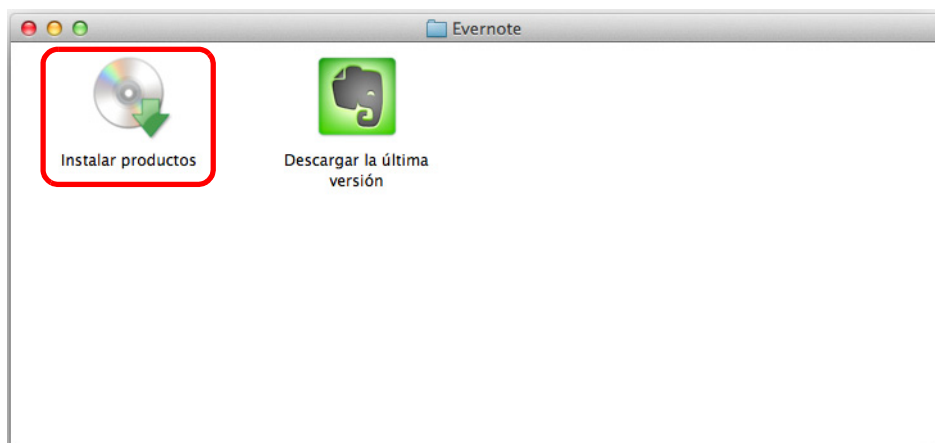 Evernote
Instalar productos
Descargar la última
versión